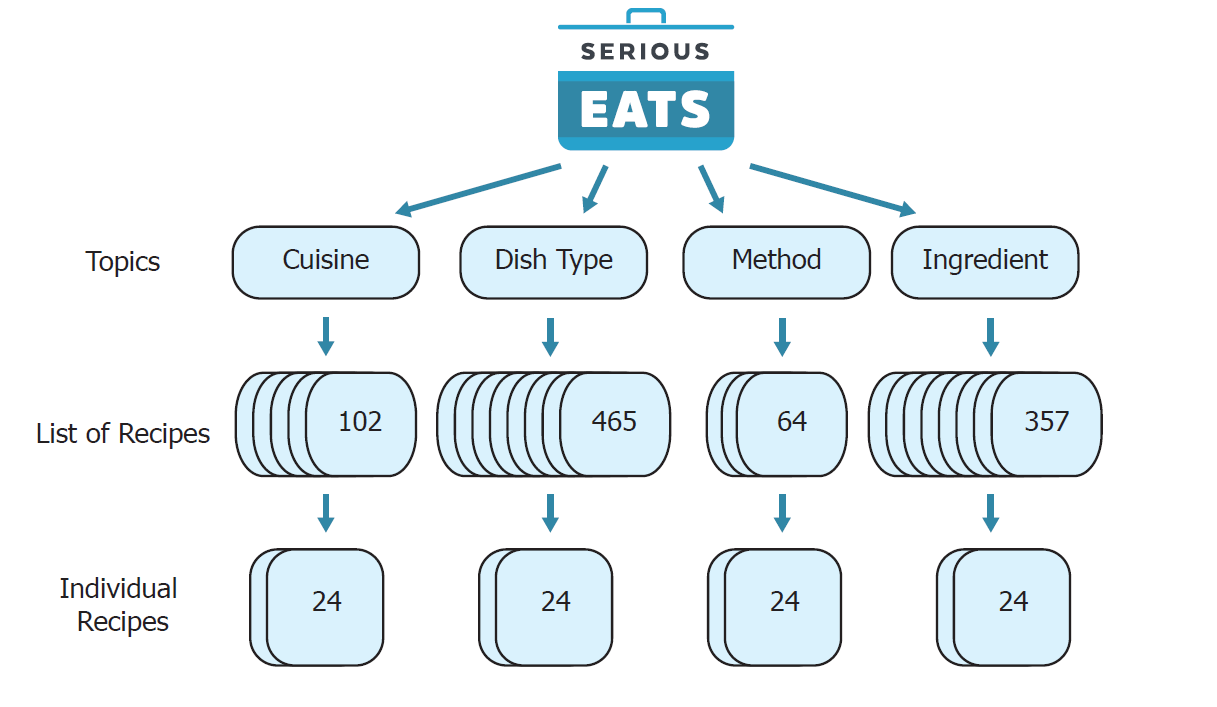 SERIOUS
EATS
Topics
Cuisine
Dish Type
Method
Ingredient
List of Recipes
102
465
64
357
Individual
Recipes
24
24
24
24